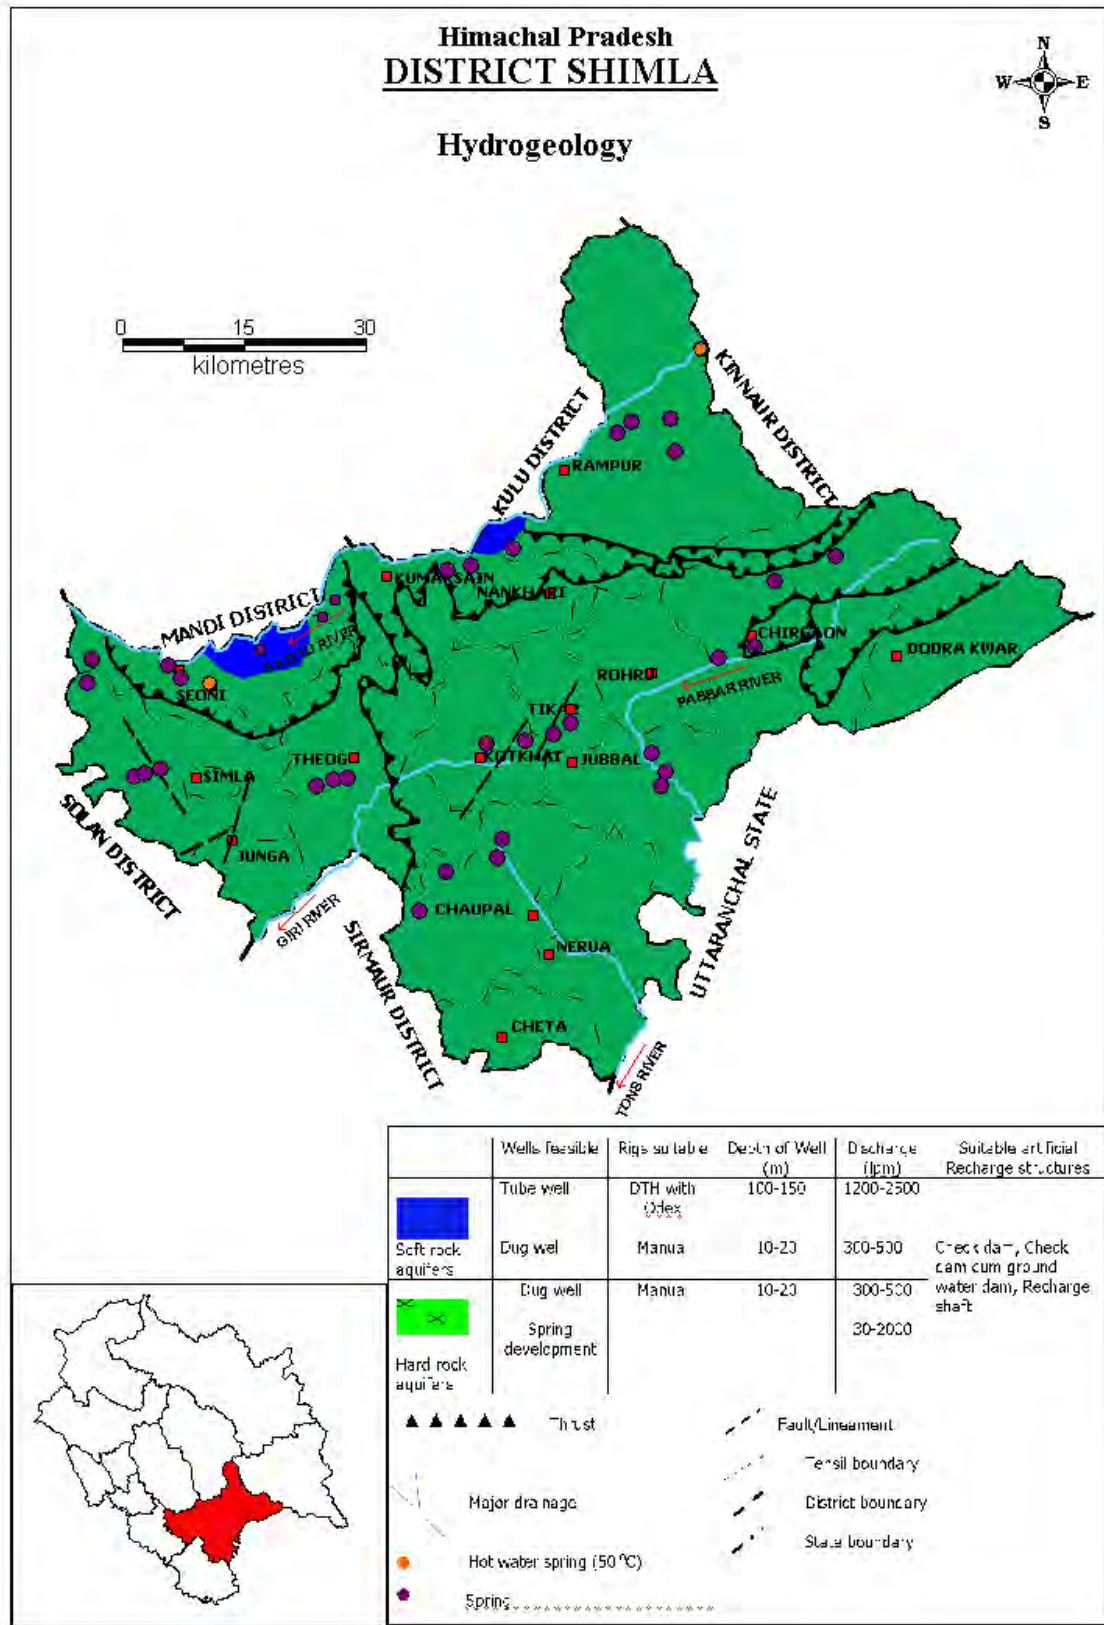 Himachal Pradesh
DISTRICT SHIMLA
Hydrogeology
N
W E
S
0 15 30
kilometres
KINNAUR DISTRICT
KULU DISTRICT
RAMPUR
MANDI DISTRICT
KUMARSAIN
NANKHARI
SATLUJ RIVER
CHIRGAON
DODRA KWAR
SEONI
ROHRU
PABBAR RIVER
TIKAR
THEOG
KOTKHAI
JUBBAL
SIMLA
SOLAN DISTRICT
JUNGA
UTTARANCHAL STATE
CHAUPAL
GIRI RIVER
SIRMAUR DISTRICT
NERUA
CHETA
TONS RIVER
Wells feasible Rigs suitable Depth of Well (m) Discharge (lpm) Suitable artificial Recharge structures
Tube well DTH with Odex 100-150 1200-2500
Soft rock aquifers Dug well Manual 10-20 300-500 Check dam, Check dam cum ground water dam, Recharge shaft
Dug well Manual 10-20 300-500
Spring development 30-2000
Hard rock aquifers
Thrust Fault/Lineament
Tehsil boundary
Major drainage District boundary
State boundary
Hot water spring (50 °C)
Spring